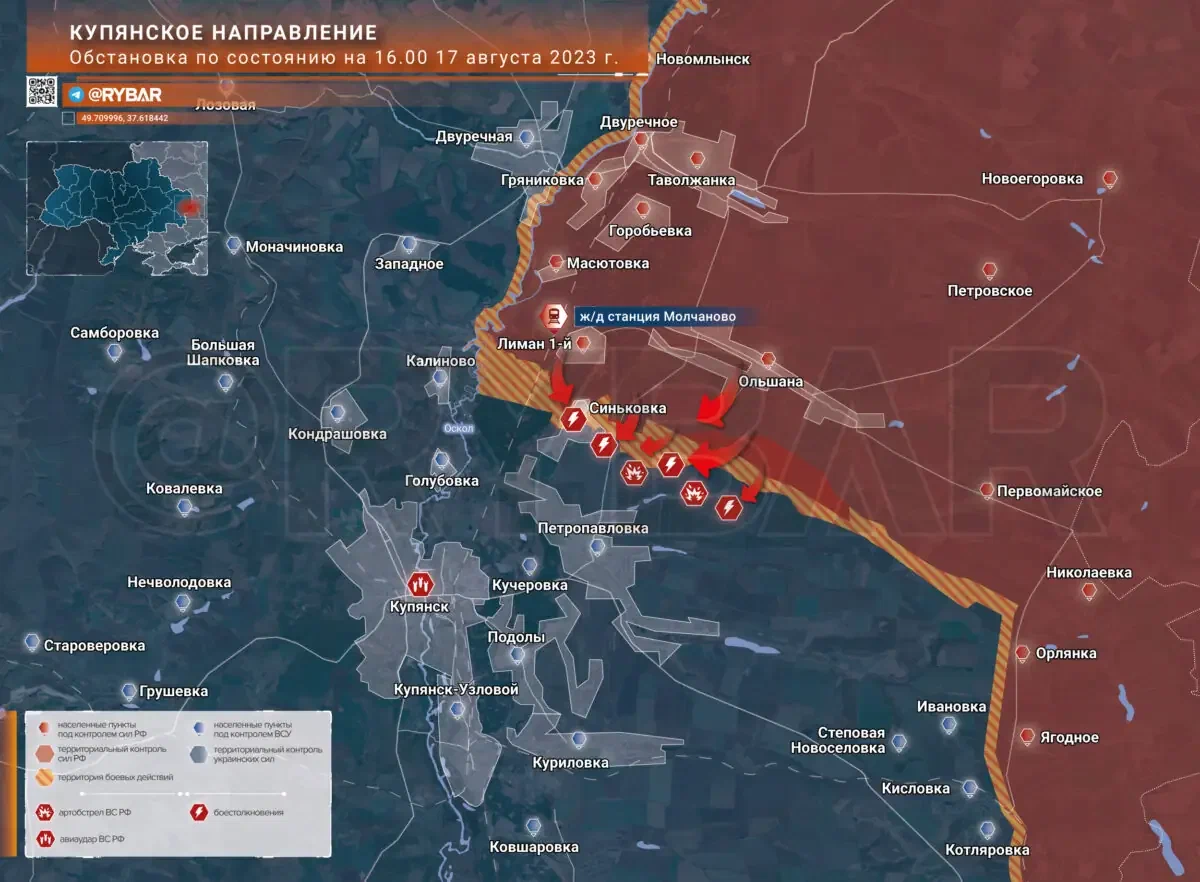 КУПЯНСКОЕ НАПРАВЛЕНИЕ
Обстановка по состоянию на 16.00 17 августа 2023 г.
@RYBAR
49.709996, 37.618442
Лозовая
Новомлынск
Двуречная
Двуречное
Гряниковка
Таволжанка
Новоегоровка
Горобьевка
Моначиновка
Западное
Масютовка
Петровское
ж/д станция Молчаново
Самборовка
Большая
Шапковка
Лиман 1-й
Калиново
Ольшана
Синьковка
Кондрашовка
Оскол
@RYBAR
Голубовка
Ковалевка
Первомайское
Петропавловка
Нечволодовка
Кучеровка
Николаевка
Купянск
Подолы
Староверовка
Орлянка
Грушевка
Купянск-Узловой
Ивановка
Степовая
Новоселовка
Ягодное
Куриловка
Кисловка
Ковшаровка
Котляровка
населенные пункты
под контролем сил РФ
населенные пункты
под контролем ВСУ
территориальный контроль
сил РФ
территориальный контроль
украинских сил
территория боевых действий
артобстрел ВС РФ
боестолкновения
авиаудар ВС РФ